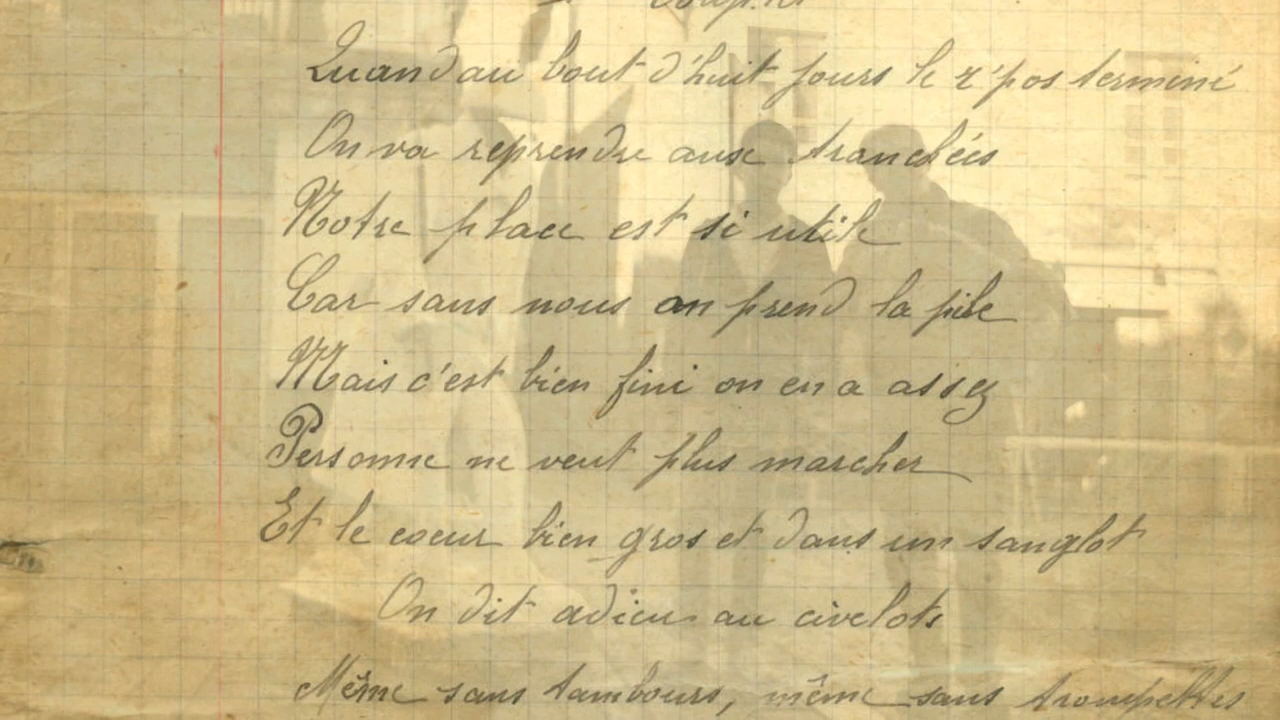 Quand au bout d'huit jours le r'pos terminé
On va reprendre aux tranchées
Notre place est si utile
Car sans nous on prend la pile
Mais c'est bien fini on en a assez
Personne ne veut plus marcher
Et le coeur bien gros et dans un sanglot
On dit adieu au civelots
Même sans tambours, même sans trompettes